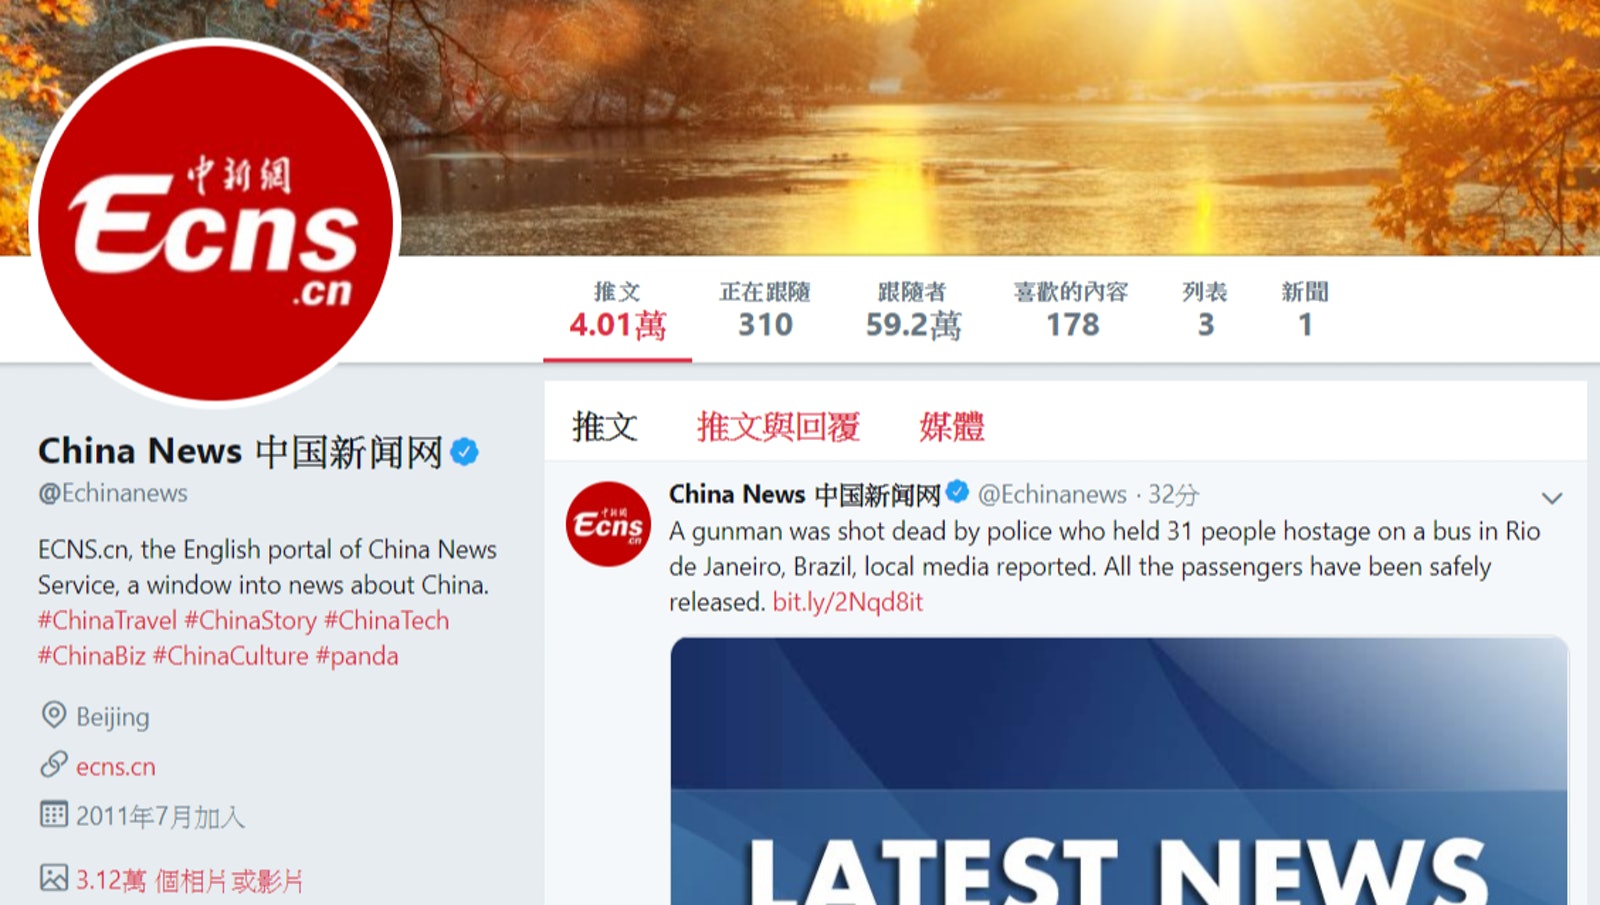 中新網
Ecns
.cn
推文
4.01萬
正在跟隨
310
跟隨者
59.2萬
喜歡的內容
178
列表
3
新聞
1
China News 中国新闻网
@Echinanews
ECNS.cn, the English portal of China News
Service, a window into news about China.
#ChinaTravel #ChinaStory #ChinaTech
#ChinaBiz #ChinaCulture #panda
Beijing
ecns.cn
2011年7月加入
3.12萬 個相片或影片
推文 推文與回覆 媒體
中新網
Ecns
.cn
China News 中国新闻网 @Echinanews · 32分
A gunman was shot dead by police who held 31 people hostage on a bus in Rio
de Janeiro, Brazil, local media reported. All the passengers have been safely
released. bit.ly/2Nqd8it
LATEST NEWS